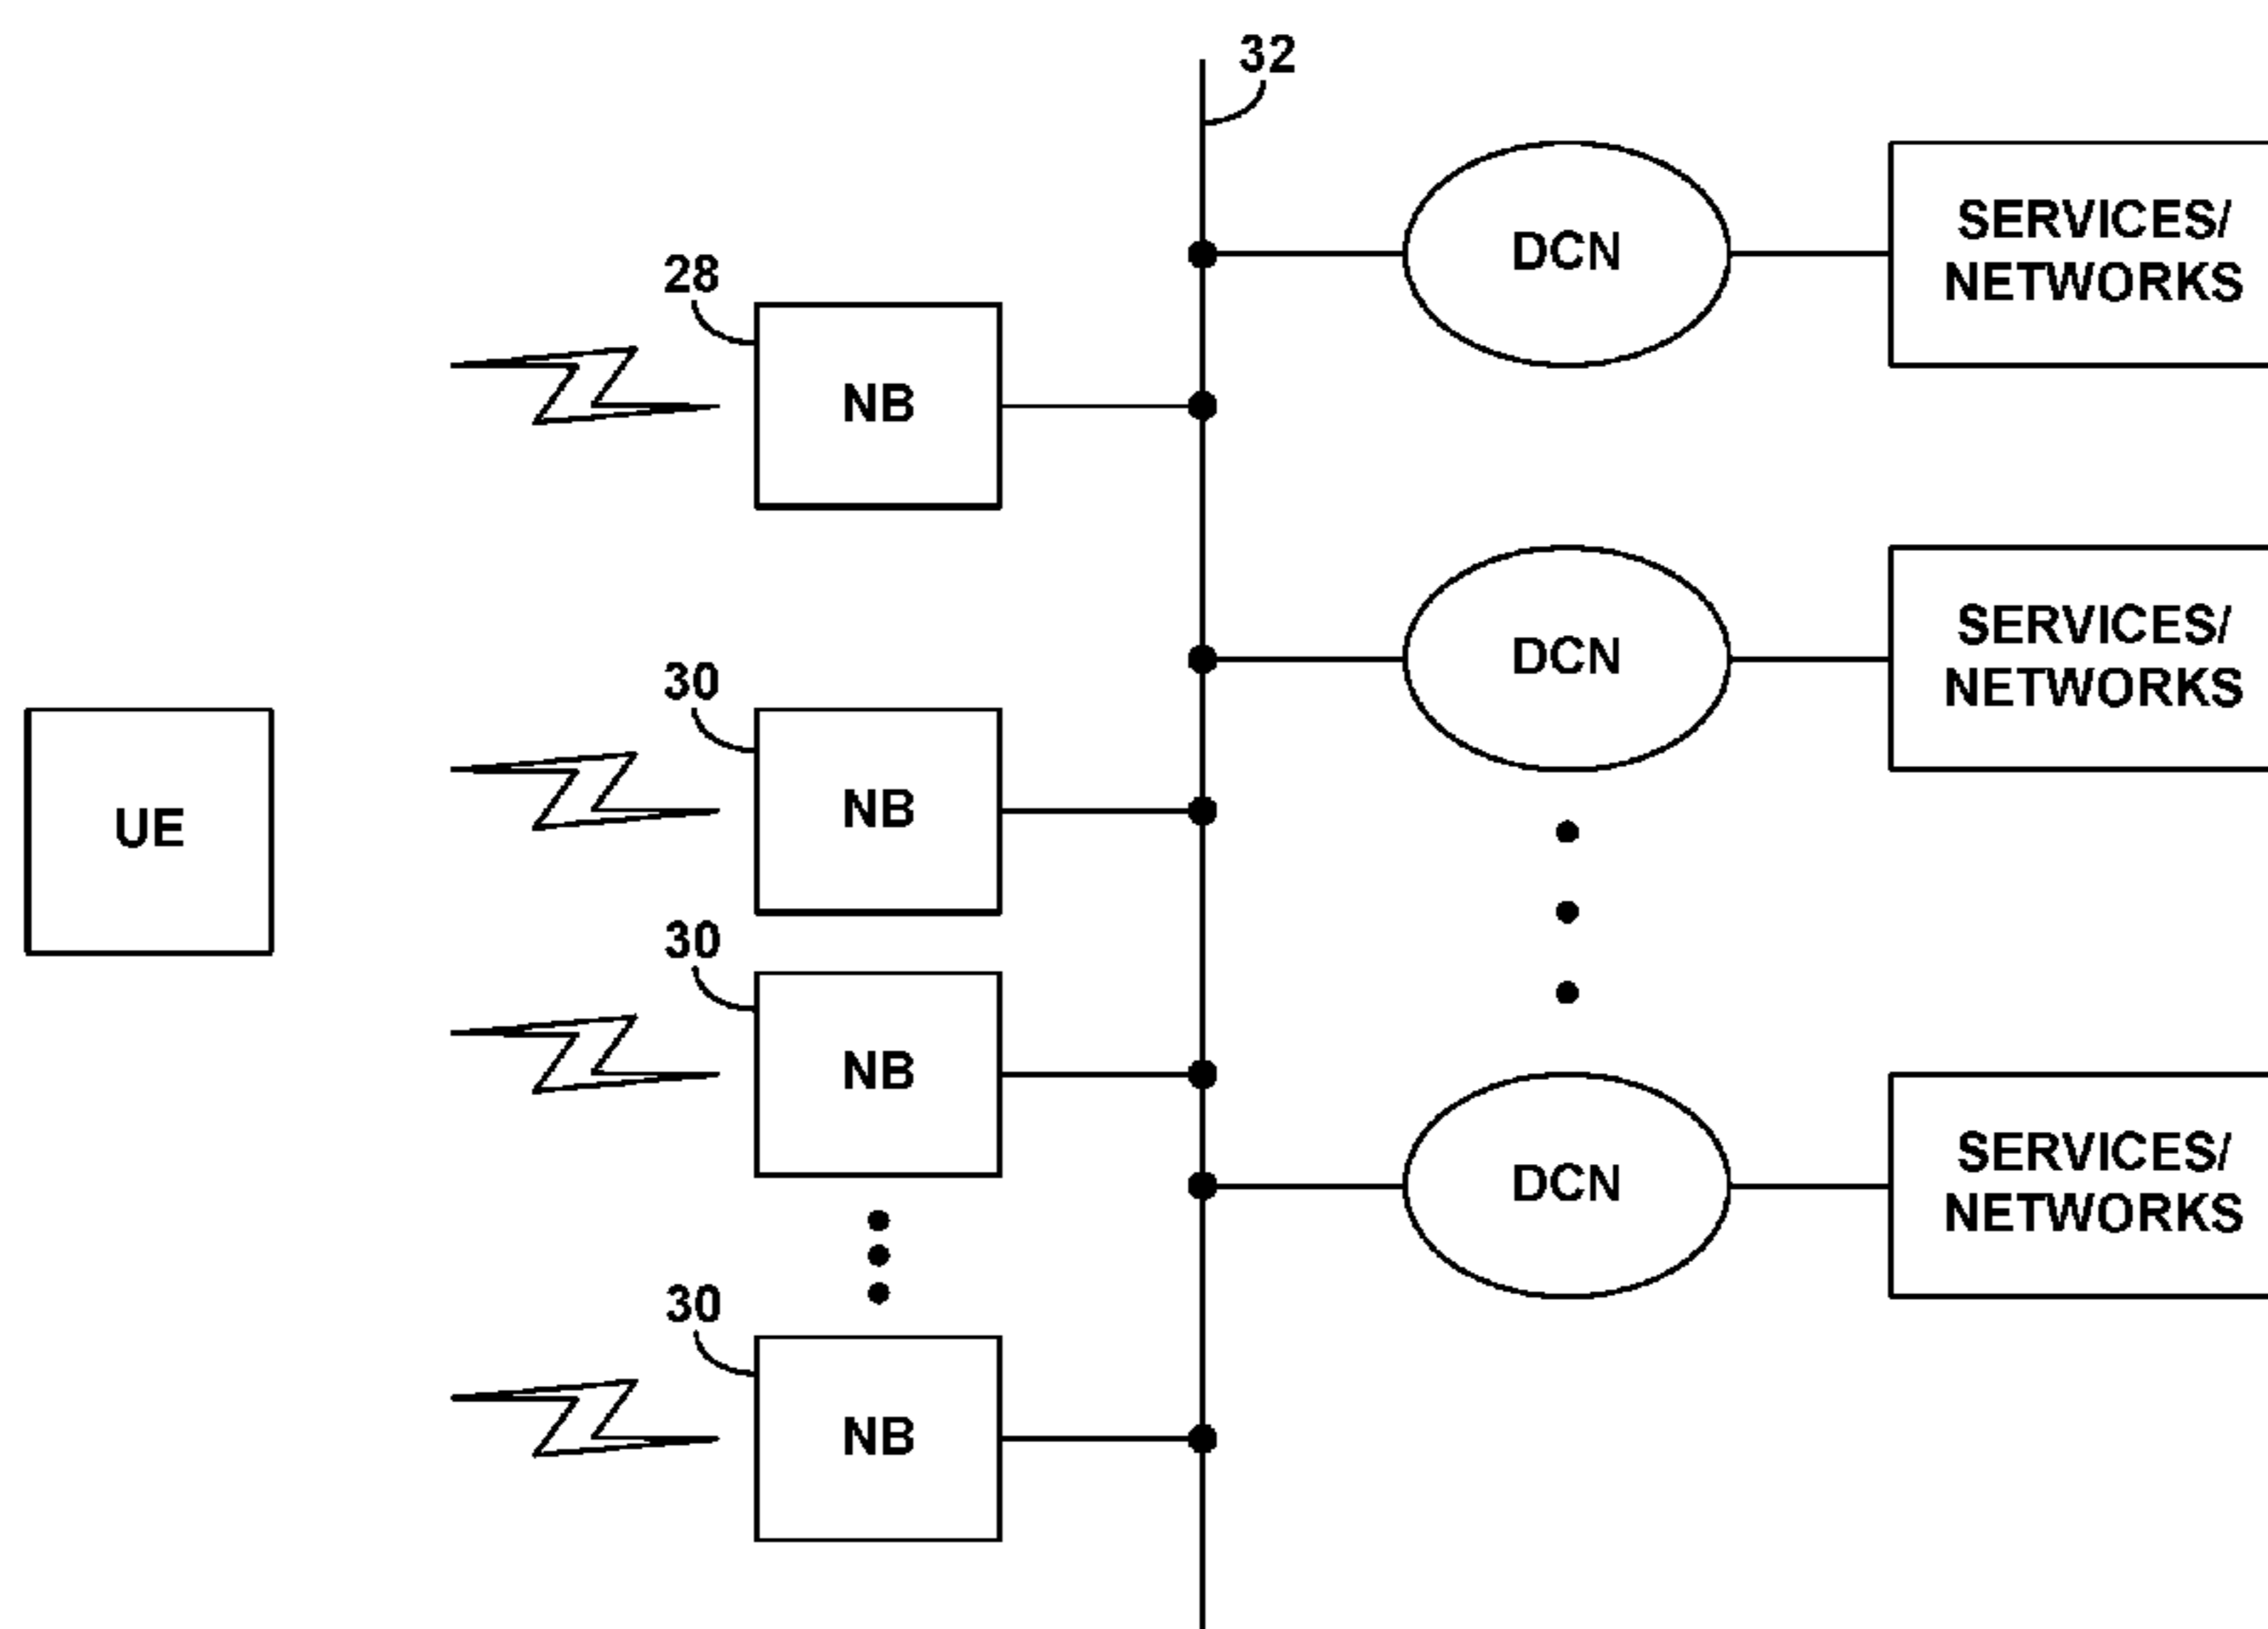 32
28
NB
DCN
SERVICES/
NETWORKS
30
NB
DCN
SERVICES/
NETWORKS
UE
30
NB
DCN
SERVICES/
NETWORKS
30
NB